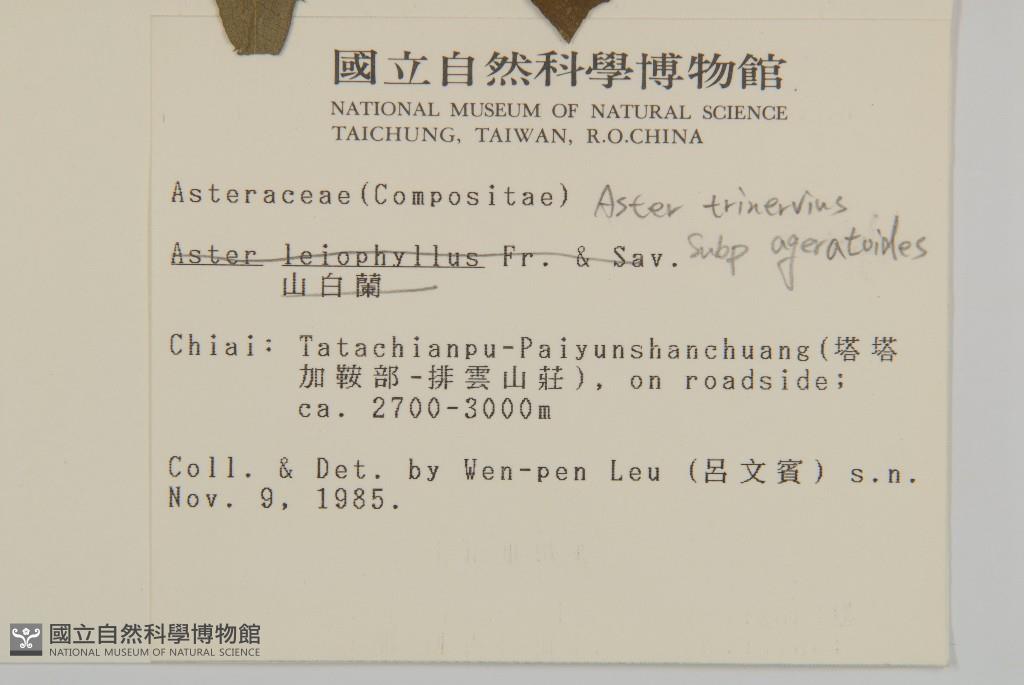 國立自然科學博物館
NATIONAL MUSEUM OF NATURAL SCIENCE
TAICHUNG, TAIWAN, R.O.CHINA
Asteraceae(Compositae) Aster trinervius
Aster leiophyllus Fr. & Sav. Subp ageratoides
山白蘭
Chiai: Tatachianpu-Paiyunshanchuang(塔塔
加鞍部-排雲山莊), on roadside;
ca. 2700-3000m
Coll. & Det. by Wen-pen Leu (呂文賓) s.n.
Nov. 9, 1985.
國立自然科學博物館
NATIONAL MUSEUM OF NATURAL SCIENCE